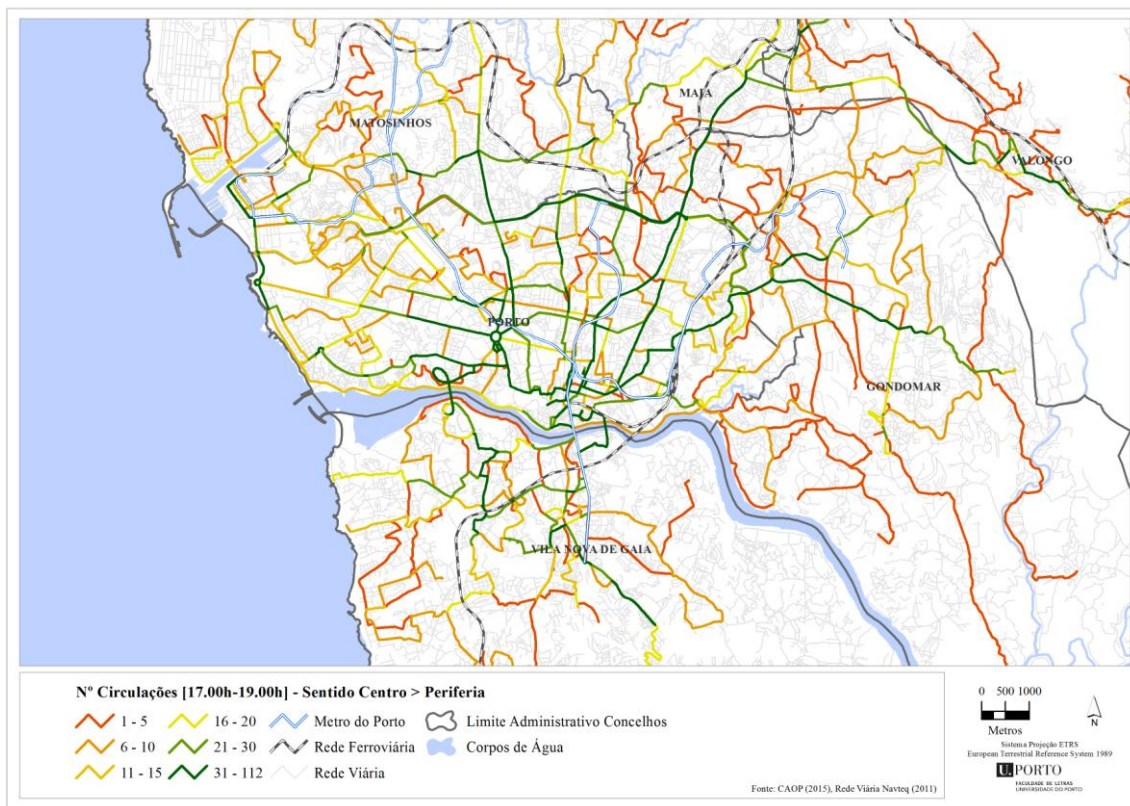 MAIA
MATOSINHOS
VALONGO
PORTO
GONDOMAR
VILA NOVA DE GAIA
Nº Circulações [17.00h-19.00h] - Sentido Centro > Periferia
1 - 5
16 - 20
Metro do Porto
Limite Administrativo Concelhos
6 - 10
21 - 30
Rede Ferroviária
Corpos de Água
11 - 15
31 - 112
Rede Viária
0 500 1000
Metros
N
Sistema Projeção ETRS
European Terrestrial Reference System 1989
U. PORTO
FACULDADE DE LETRAS
UNIVERSIDADE DO PORTO
Fonte: CAOP (2015), Rede Viária Navteq (2011)